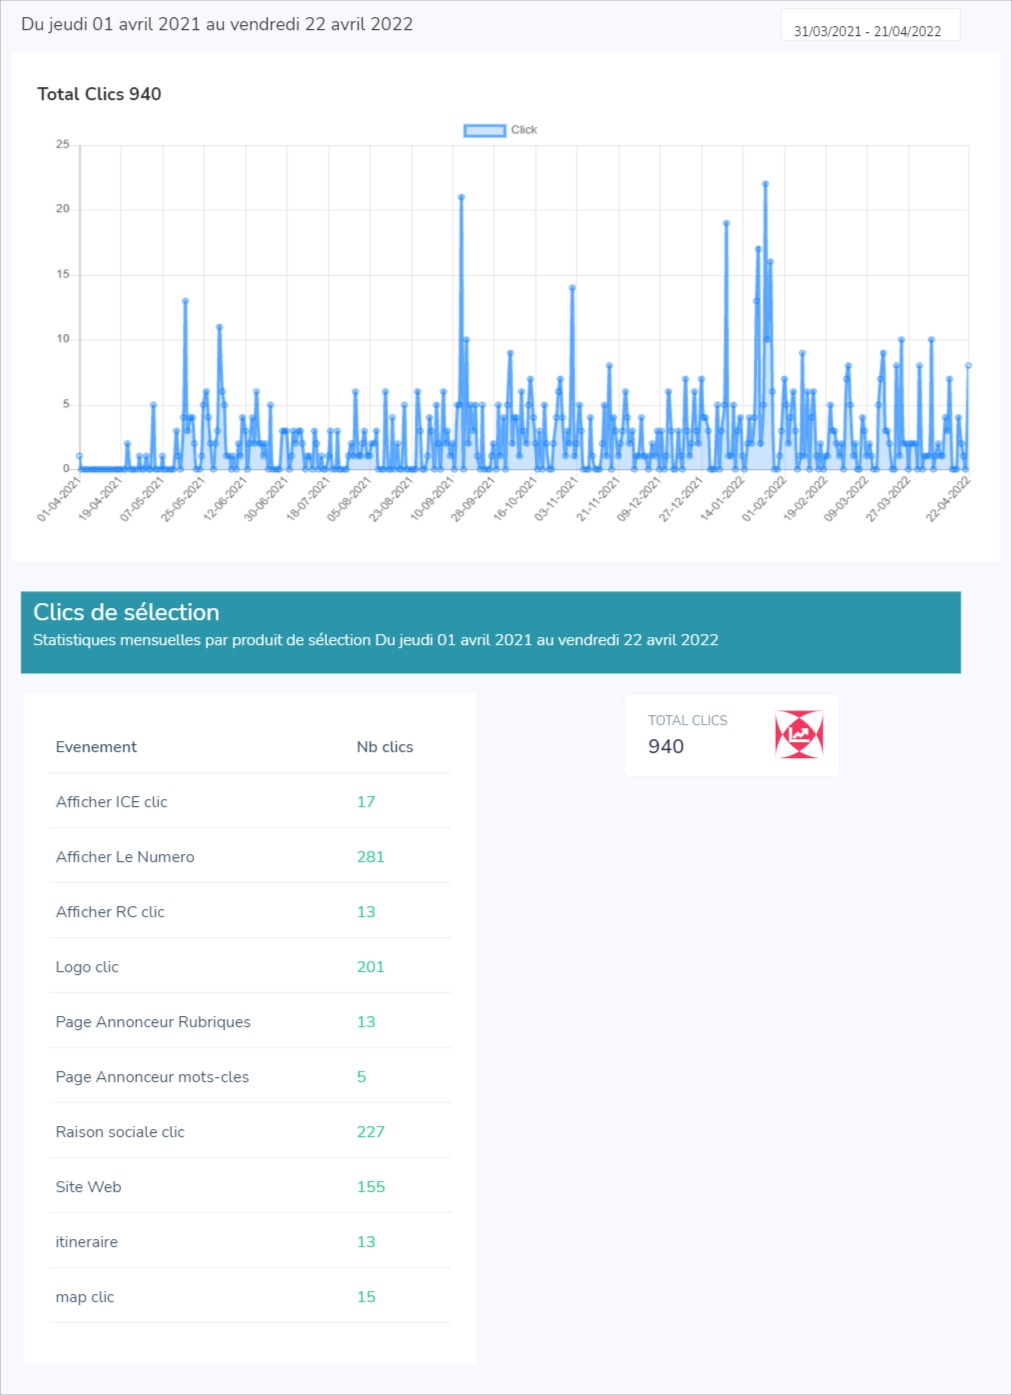 Du jeudi 01 avril 2021 au vendredi 22 avril 2022
31/03/2021 - 21/04/2022
Total Clics 940
Click
25
20
15
10
5
0
01-04-2021
19-04-2021
07-05-2021
25-05-2021
12-06-2021
30-06-2021
18-07-2021
05-08-2021
23-08-2021
10-09-2021
28-09-2021
16-10-2021
03-11-2021
21-11-2021
09-12-2021
27-12-2021
14-01-2022
01-02-2022
19-02-2022
09-03-2022
27-03-2022
22-04-2022
Clics de sélection
Statistiques mensuelles par produit de sélection Du jeudi 01 avril 2021 au vendredi 22 avril 2022
Evenement Nb clics
Afficher ICE clic 17
Afficher Le Numero 281
Afficher RC clic 13
Logo clic 201
Page Annonceur Rubriques 13
Page Annonceur mots-cles 5
Raison sociale clic 227
Site Web 155
itineraire 13
map clic 15
TOTAL CLICS
940